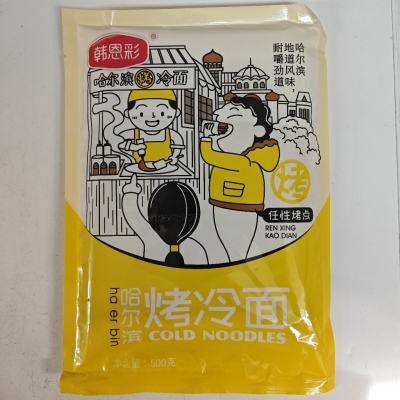 韩恩彩
哈尔滨烤冷面
哈尔滨
地道风味，
耐嚼劲道
烤
任性烤点
REN XING
KAO DIAN
哈尔滨
ha er bin
烤冷面
COLD NOODLES
净含量：500克